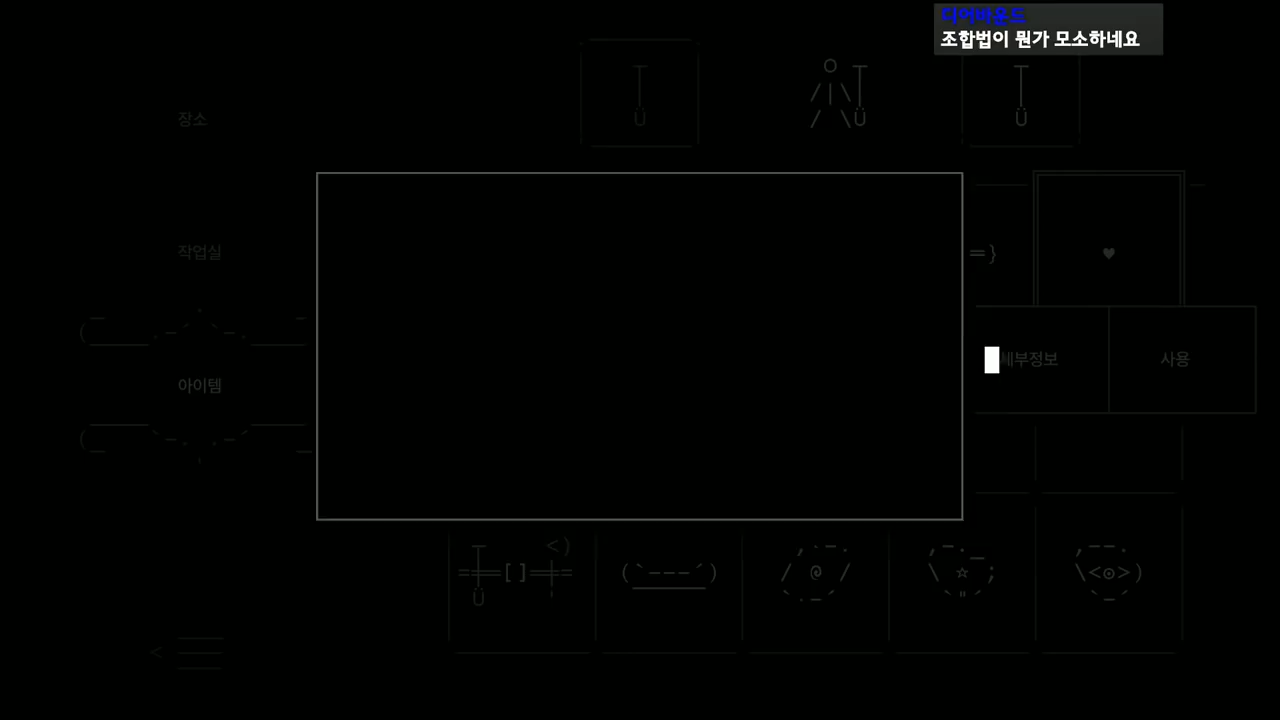 디어바운드
조합법이 뭔가 모소하네요
장소
작업실
세부정보
사용
아이템